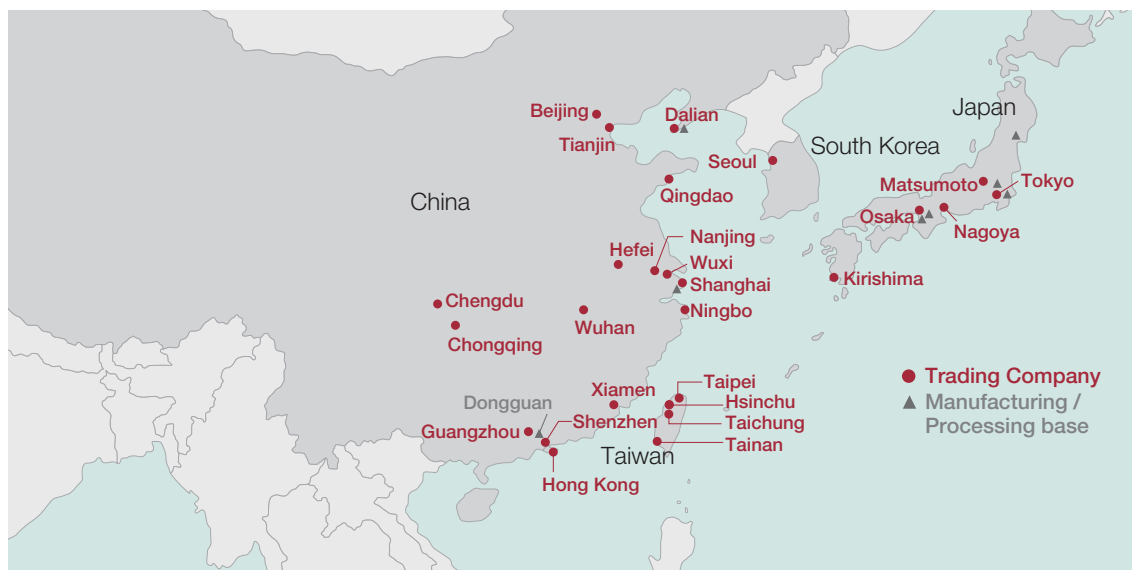 Beijing
Dalian
Tianjin
Japan
South Korea
Seoul
Matsumoto
Tokyo
Qingdao
China
Osaka
Nagoya
Nanjing
Hefei
Wuxi
Kirishima
Shanghai
Chengdu
Ningbo
Wuhan
Chongqing
Trading Company
Manufacturing /
Processing base
Taipei
Xiamen
Hsinchu
Dongguan
Shenzhen
Taichung
Guangzhou
Tainan
Taiwan
Hong Kong